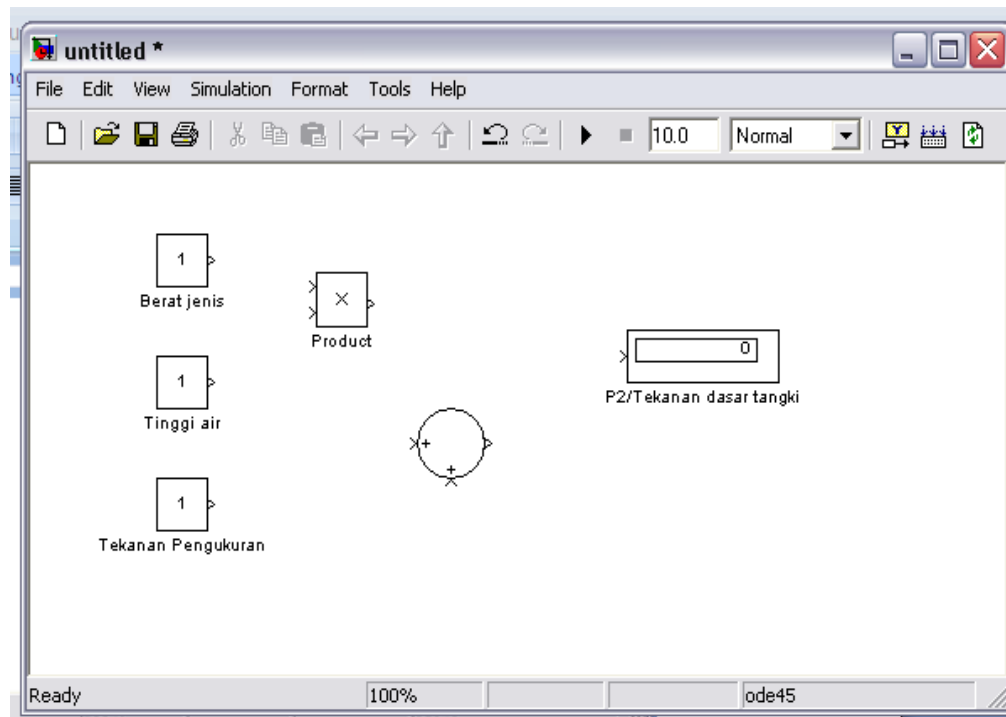 untitled *
File Edit View Simulation Format Tools Help
10.0 Normal
1
Berat jenis
Product
1
Tinggi air
0
P2/Tekanan dasar tangki
+
+
1
Tekanan Pengukuran
Ready 100% ode45